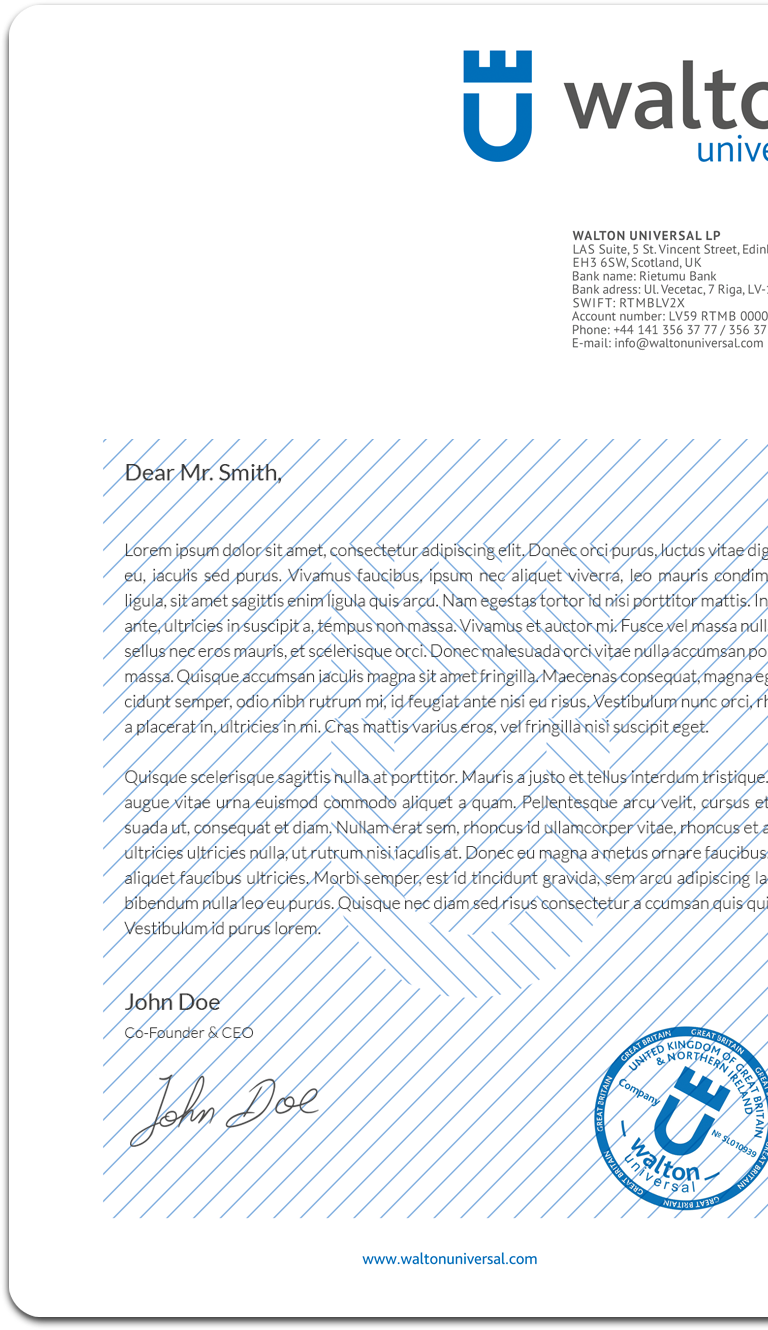 walto
unive
WALTON UNIVERSAL LP
LAS Suite, 5 St. Vincent Street, Edin
EH3 6SW, Scotland, UK
Bank name: Rietumu Bank
Bank adress: Ul. Vecetac, 7 Riga, LV-
SWIFT: RTMBLV2X
Account number: LV59 RTMB 0000
Phone: +44 141 356 37 77 / 356 37
E-mail: info@waltonuniversal.com
Dear Mr. Smith,
Lorem ipsum dolor sit amet, consectetur adipiscing elit. Donec orci purus, luctus vitae dig
eu, iaculis sed purus. Vivamus faucibus, ipsum nec aliquet viverra, leo mauris condim
ligula, sit amet sagittis enim ligula quis arcu. Nam egestas tortor id nisi porttitor mattis. In
ante, ultricies in suscipit a, tempus non massa. Vivamus et auctor mi. Fusce vel massa null
sellus nec eros mauris, et scelerisque orci. Donec malesuada orci vitae nulla accumsan po
massa. Quisque accumsan iaculis magna sit amet fringilla. Maecenas consequat, magna eg
cidunt semper, odio nibh rutrum mi, id feugiat ante nisi eu risus. Vestibulum nunc orci, rh
a placerat in, ultricies in mi. Cras mattis varius eros, vel fringilla nisi suscipit eget.
Quisque scelerisque sagittis nulla at porttitor. Mauris a justo et tellus interdum tristique.
augue vitae urna euismod commodo aliquet a quam. Pellentesque arcu velit, cursus et
suada ut, consequat et diam. Nullam erat sem, rhoncus id ullamcorper vitae, rhoncus et a
ultricies ultricies nulla, ut rutrum nisi iaculis at. Donec eu magna a metus ornare faucibus.
aliquet faucibus ultricies. Morbi semper, est id tincidunt gravida, sem arcu adipiscing la
bibendum nulla leo eu purus. Quisque nec diam sed risus consectetur a ccumsan quis qui
Vestibulum id purus lorem.
John Doe
Co-Founder & CEO
John Doe
GREAT BRITAIN GREAT BRITAIN GREAT BRITAIN GREAT BRITAIN GREAT BRITAIN GREAT BRITAIN GREAT BRITAIN
UNITED KINGDOM OF GREAT BRITAIN
& NORTHERN IRELAND
Company
№ SL010939
walton
universal
www.waltonuniversal.com